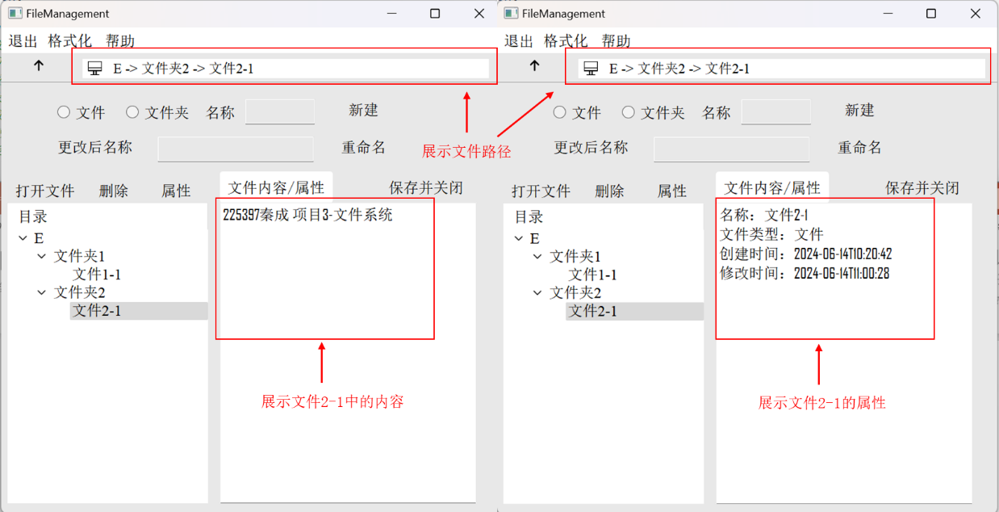 FileManagement
退出 格式化 帮助
E -> 文件夹2 -> 文件2-1
文件 文件夹 名称 新建
更改后名称 重命名
展示文件路径
打开文件 删除 属性 文件内容/属性 保存并关闭
目录
E
文件夹1
文件1-1
文件夹2
文件2-1
225397秦成 项目3-文件系统
展示文件2-1中的内容
FileManagement
退出 格式化 帮助
E -> 文件夹2 -> 文件2-1
文件 文件夹 名称 新建
更改后名称 重命名
打开文件 删除 属性 文件内容/属性 保存并关闭
目录
E
文件夹1
文件1-1
文件夹2
文件2-1
名称: 文件2-1
文件类型: 文件
创建时间: 2024-06-14T10:20:42
修改时间: 2024-06-14T11:00:28
展示文件2-1的属性